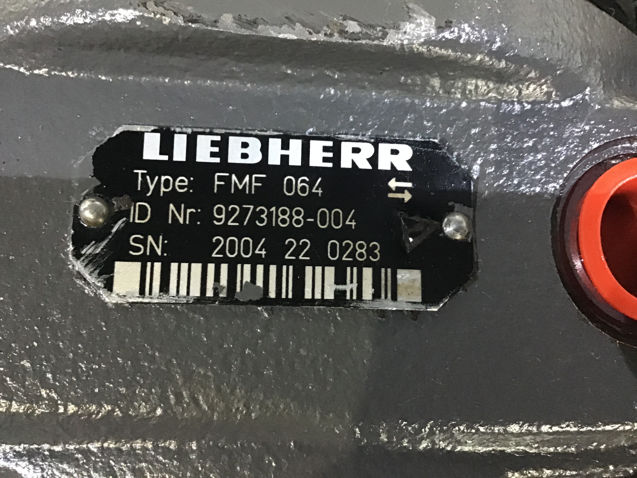 LIEBHERR
Type: FMF 064
ID Nr: 9273188-004
SN: 2004 22 0283